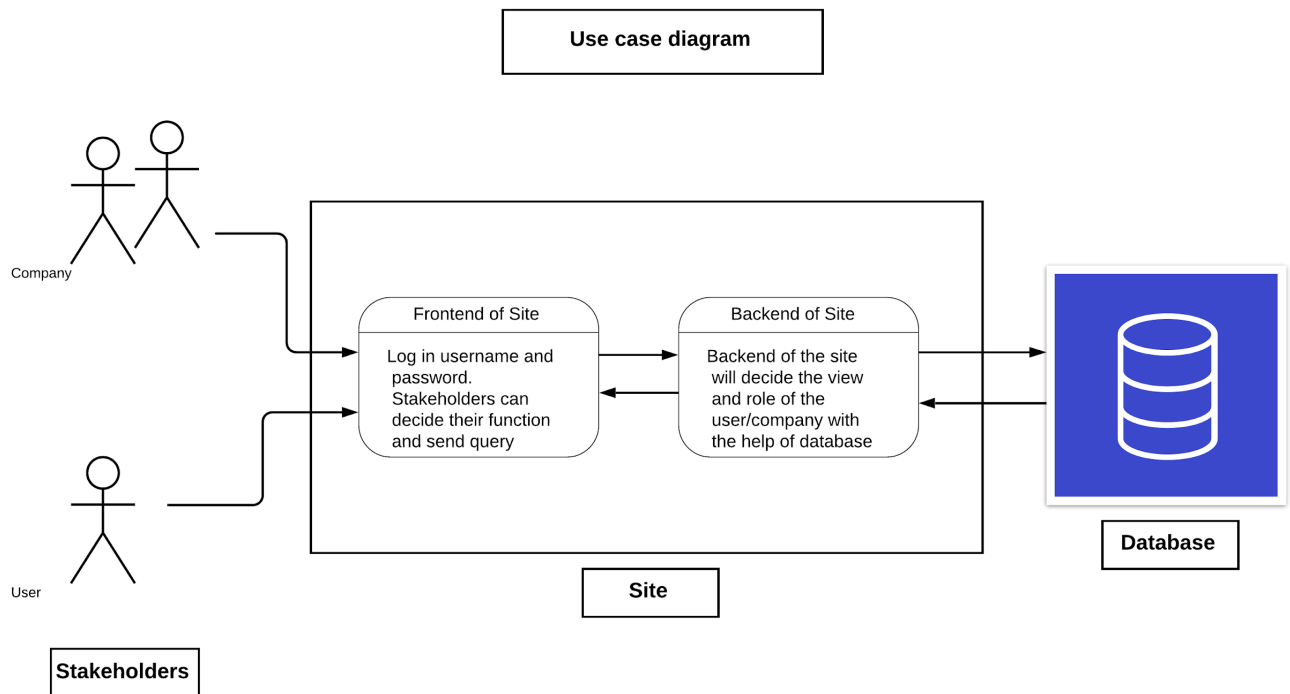 Use case diagram
Company
Frontend of Site
Log in username and
password.
Stakeholders can
decide their function
and send query
Backend of Site
Backend of the site
will decide the view
and role of the
user/company with
the help of database
Database
Site
User
Stakeholders